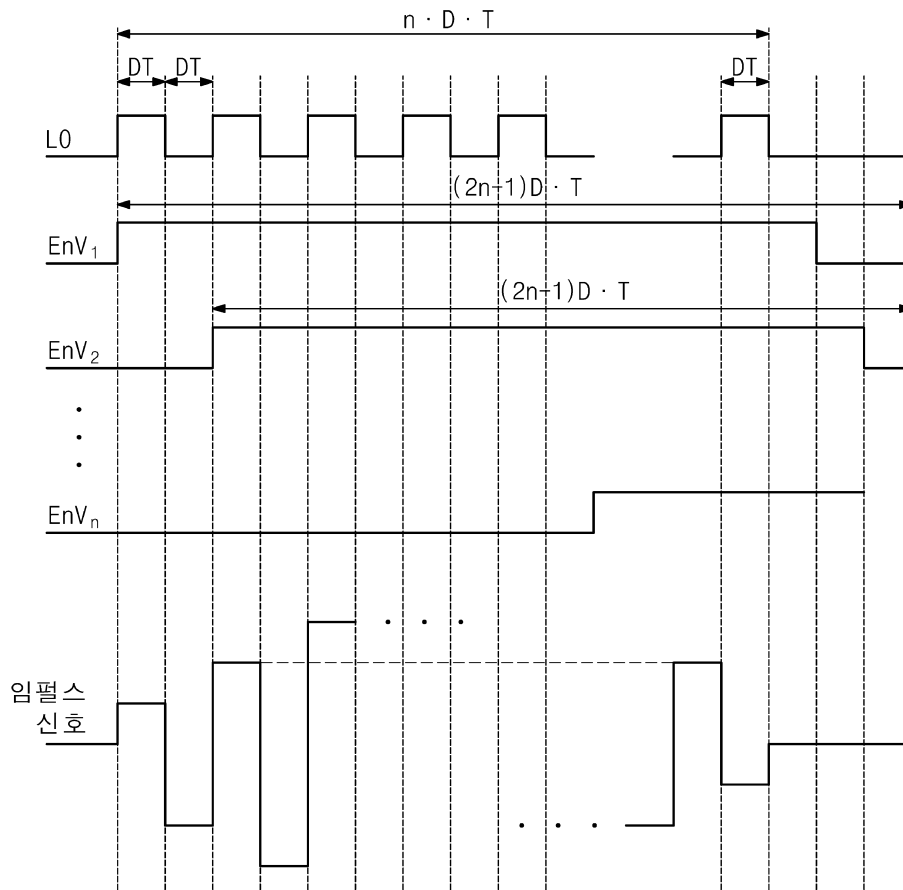 n · D · T
DT DT DT
LO
(2n-1)D · T
EnV₁
(2n-1)D · T
EnV₂
EnVₙ
임펄스
신호